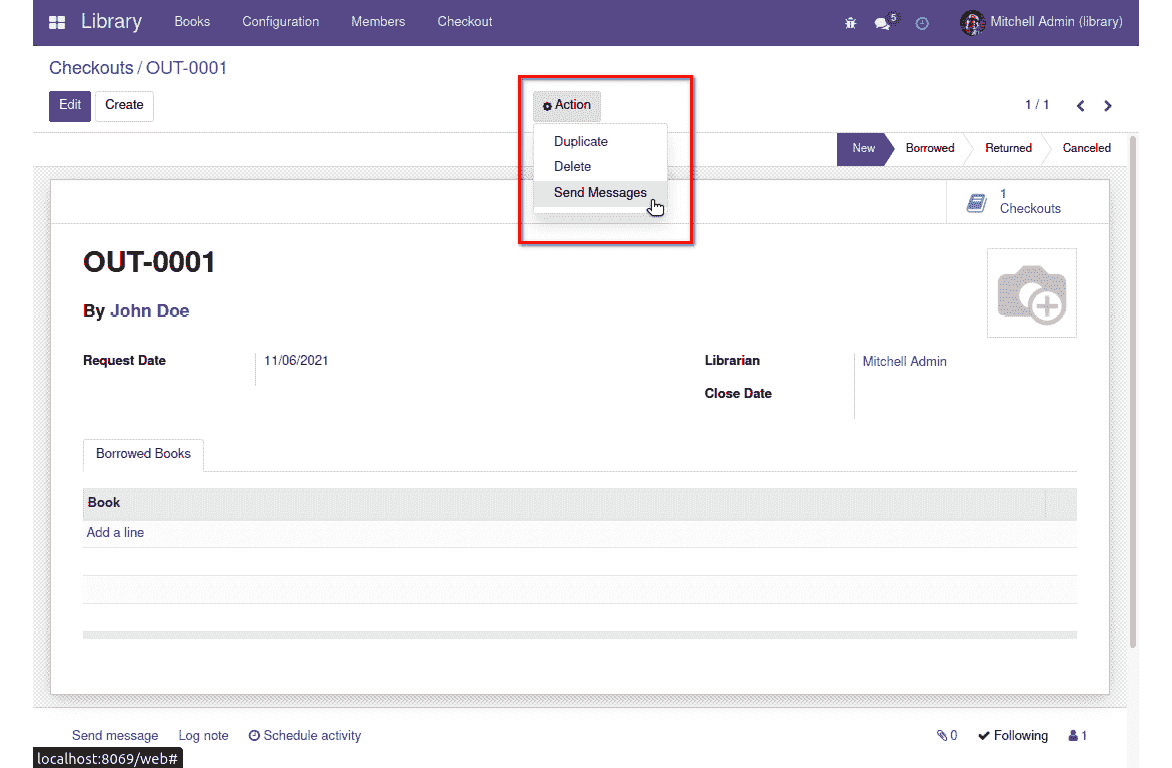 Library Books Configuration Members Checkout 5 Mitchell Admin (library)
Checkouts / OUT-0001
Edit Create Action 1 / 1
Duplicate
Delete
Send Messages
New Borrowed Returned Canceled
1
Checkouts
OUT-0001
By John Doe
Request Date 11/06/2021 Librarian Mitchell Admin
Close Date
Borrowed Books
Book
Add a line
Send message Log note Schedule activity 0 Following 1
localhost:8069/web#